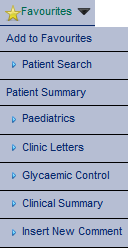 Favourites
Add to Favourites
Patient Search
Patient Summary
Paediatrics
Clinic Letters
Glycaemic Control
Clinical Summary
Insert New Comment